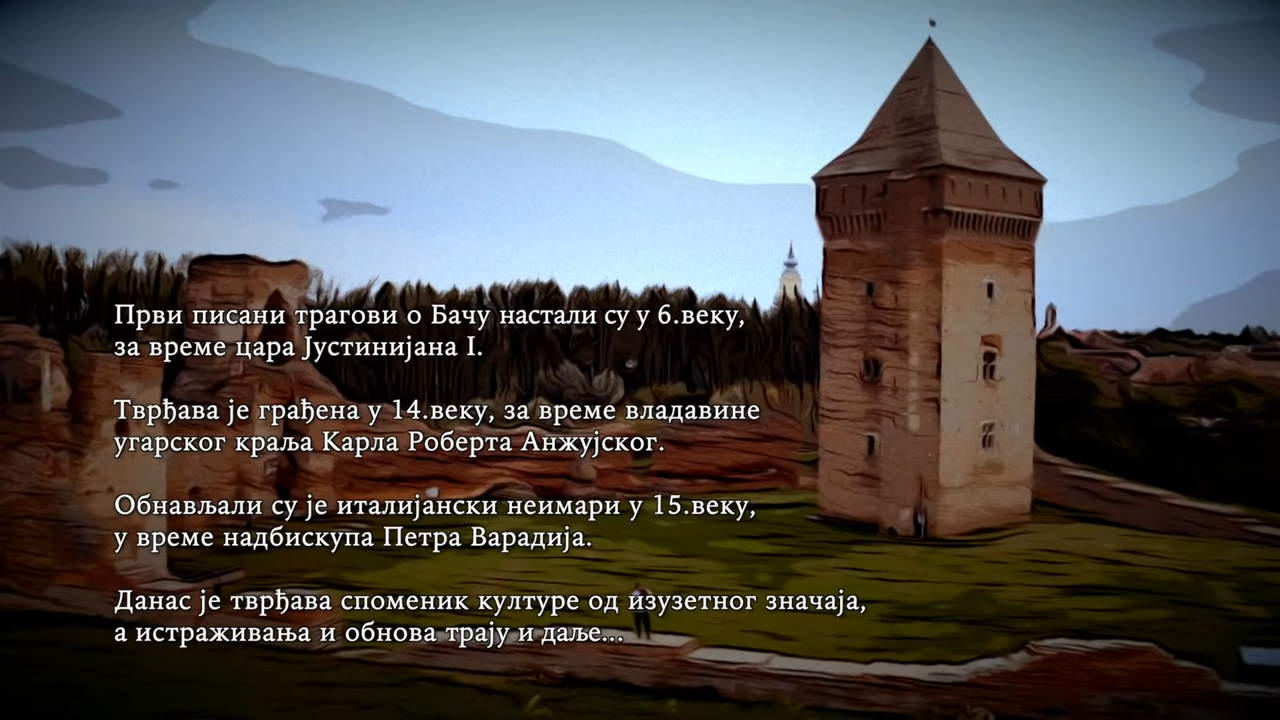 Први писани трагови о Бачу настали су у 6.веку,
за време цара Јустинијана I.
Тврђава је грађена у 14.веку, за време владавине
угарског краља Карла Роберта Анжујског.
Обнављали су је италијански неимари у 15.веку,
у време надбискупа Петра Варадија.
Данас је тврђава споменик културе од изузетног значаја,
а истраживања и обнова трају и даље...